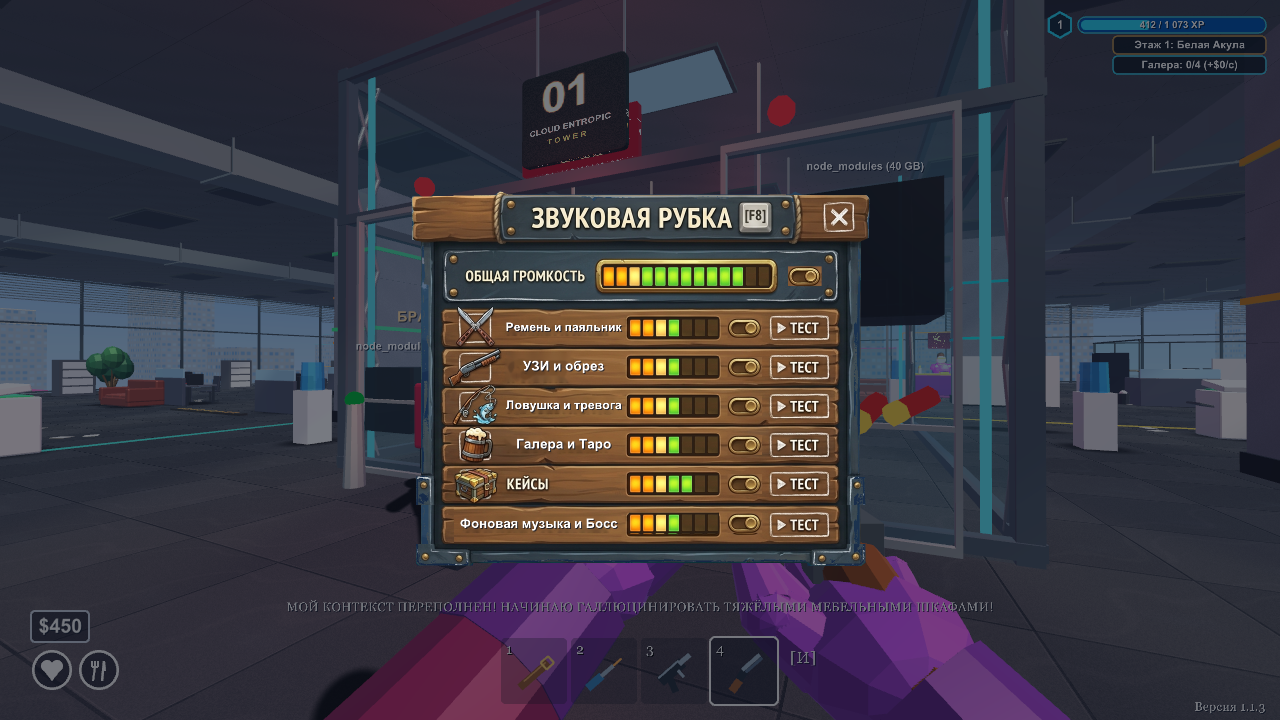 1
412 / 1 073 XP
Этаж 1: Белая Акула
Галера: 0/4 (+$0/с)
01
CLOUD ENTROPIC
TOWER
node_modules (40 GB)
ЗВУКОВАЯ РУБКА [F8]
ОБЩАЯ ГРОМКОСТЬ
Ремень и паяльник ТЕСТ
УЗИ и обрез ТЕСТ
Ловушка и тревога ТЕСТ
Галера и Таро ТЕСТ
КЕЙСЫ ТЕСТ
Фоновая музыка и Босс ТЕСТ
БРА
node_modul
МОЙ КОНТЕКСТ ПЕРЕПОЛНЕН! НАЧИНАЮ ГАЛЛЮЦИНИРОВАТЬ ТЯЖЁЛЫМИ МЕБЕЛЬНЫМИ ШКАФАМИ!
$450
1 2 3 4 [И]
Версия 1.1.3